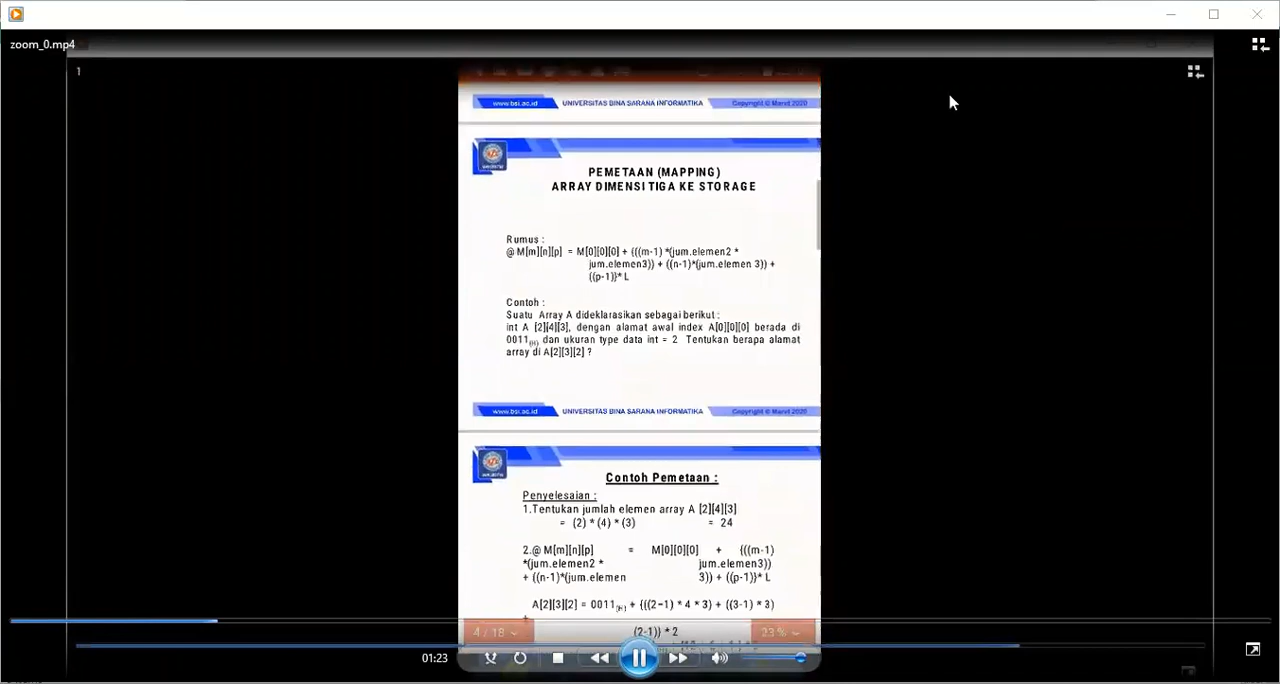 zoom_0.mp4
1
www.bsi.ac.id UNIVERSITAS BINA SARANA INFORMATIKA Copyright © Maret 2020
PEMETAAN (MAPPING)
ARRAY DIMENSI TIGA KE STORAGE
Rumus :
@ M[m][n][p] = M[0][0][0] + {((m-1) *(jum.elemen2 *
jum.elemen3)) + ((n-1)*(jum.elemen 3)) +
((p-1)}* L
Contoh :
Suatu Array A dideklarasikan sebagai berikut :
int A [2][4][3], dengan alamat awal index A[0][0][0] berada di
0011(H) dan ukuran type data int = 2 Tentukan berapa alamat
array di A[2][3][2] ?
www.bsi.ac.id UNIVERSITAS BINA SARANA INFORMATIKA Copyright © Maret 2020
Contoh Pemetaan :
Penyelesaian :
1.Tentukan jumlah elemen array A [2][4][3]
= (2) * (4) * (3) = 24
2.@ M[m][n][p] = M[0][0][0] + {((m-1)
*(jum.elemen2 * jum.elemen3))
+ ((n-1)*(jum.elemen 3)) + ((p-1)}* L
A[2][3][2] = 0011(H) + {((2-1) * 4 * 3) + ((3-1) * 3)
+
(2-1)) * 2
4 / 18 23 %
01:23